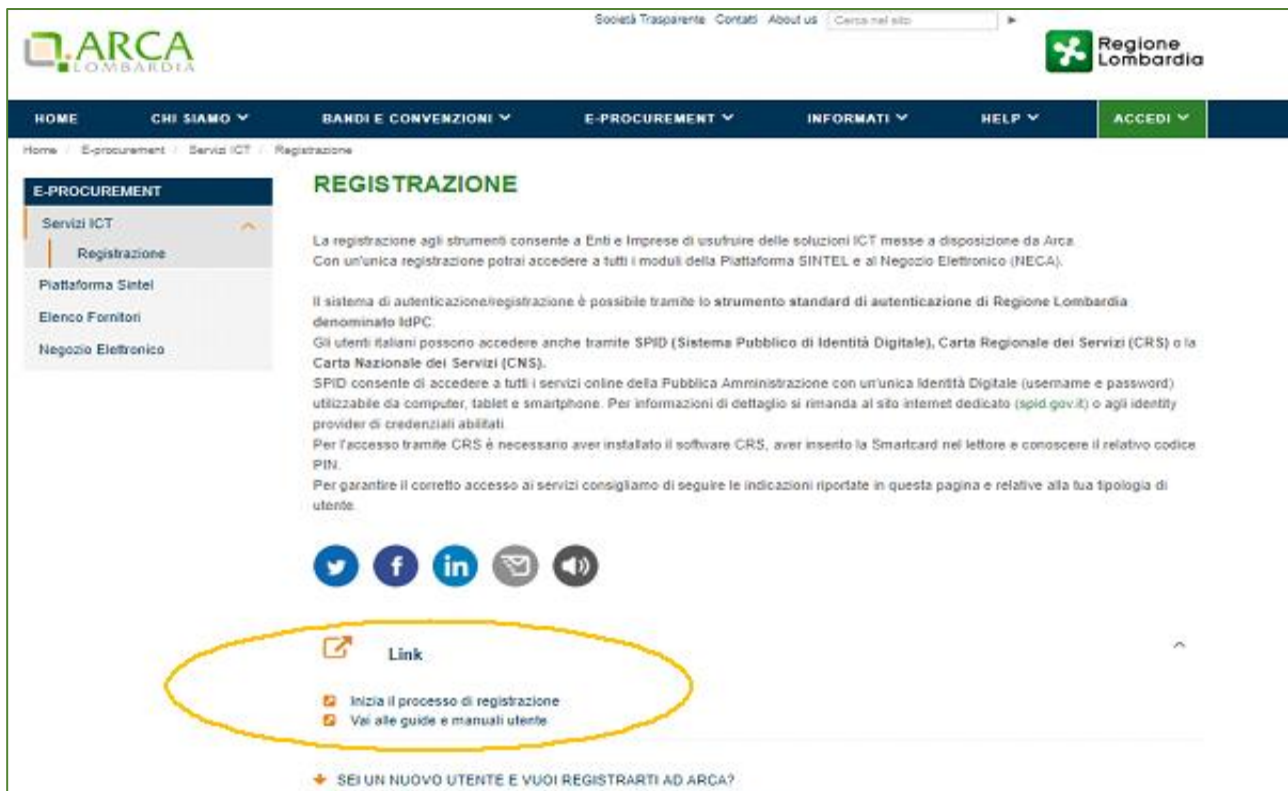 Società Trasparente Contatti About us Cerca nel sito
ARCA
LOMBARDIA
Regione
Lombardia
HOME CHI SIAMO BANDI E CONVENZIONI E-PROCUREMENT INFORMATI HELP ACCEDI
Home / E-procurement / Servizi ICT / Registrazione
E-PROCUREMENT
Servizi ICT
Registrazione
Piattaforma Sintel
Elenco Fornitori
Negozio Elettronico
REGISTRAZIONE
La registrazione agli strumenti consente a Enti e Imprese di usufruire delle soluzioni ICT messe a disposizione da Arca.
Con un'unica registrazione potrai accedere a tutti i moduli della Piattaforma SINTEL e al Negozio Elettronico (NECA).
Il sistema di autenticazione/registrazione è possibile tramite lo strumento standard di autenticazione di Regione Lombardia
denominato IdPC.
Gli utenti italiani possono accedere anche tramite SPID (Sistema Pubblico di Identità Digitale), Carta Regionale dei Servizi (CRS) o la
Carta Nazionale dei Servizi (CNS).
SPID consente di accedere a tutti i servizi online della Pubblica Amministrazione con un'unica Identità Digitale (username e password)
utilizzabile da computer, tablet e smartphone. Per informazioni di dettaglio si rimanda al sito internet dedicato (spid.gov.it) o agli identity
provider di credenziali abilitati.
Per l'accesso tramite CRS è necessario aver installato il software CRS, aver inserito la Smartcard nel lettore e conoscere il relativo codice
PIN.
Per garantire il corretto accesso ai servizi consigliamo di seguire le indicazioni riportate in questa pagina e relative alla tua tipologia di
utente.
Link
Inizia il processo di registrazione
Vai alle guide e manuali utente
SEI UN NUOVO UTENTE E VUOI REGISTRARTI AD ARCA?